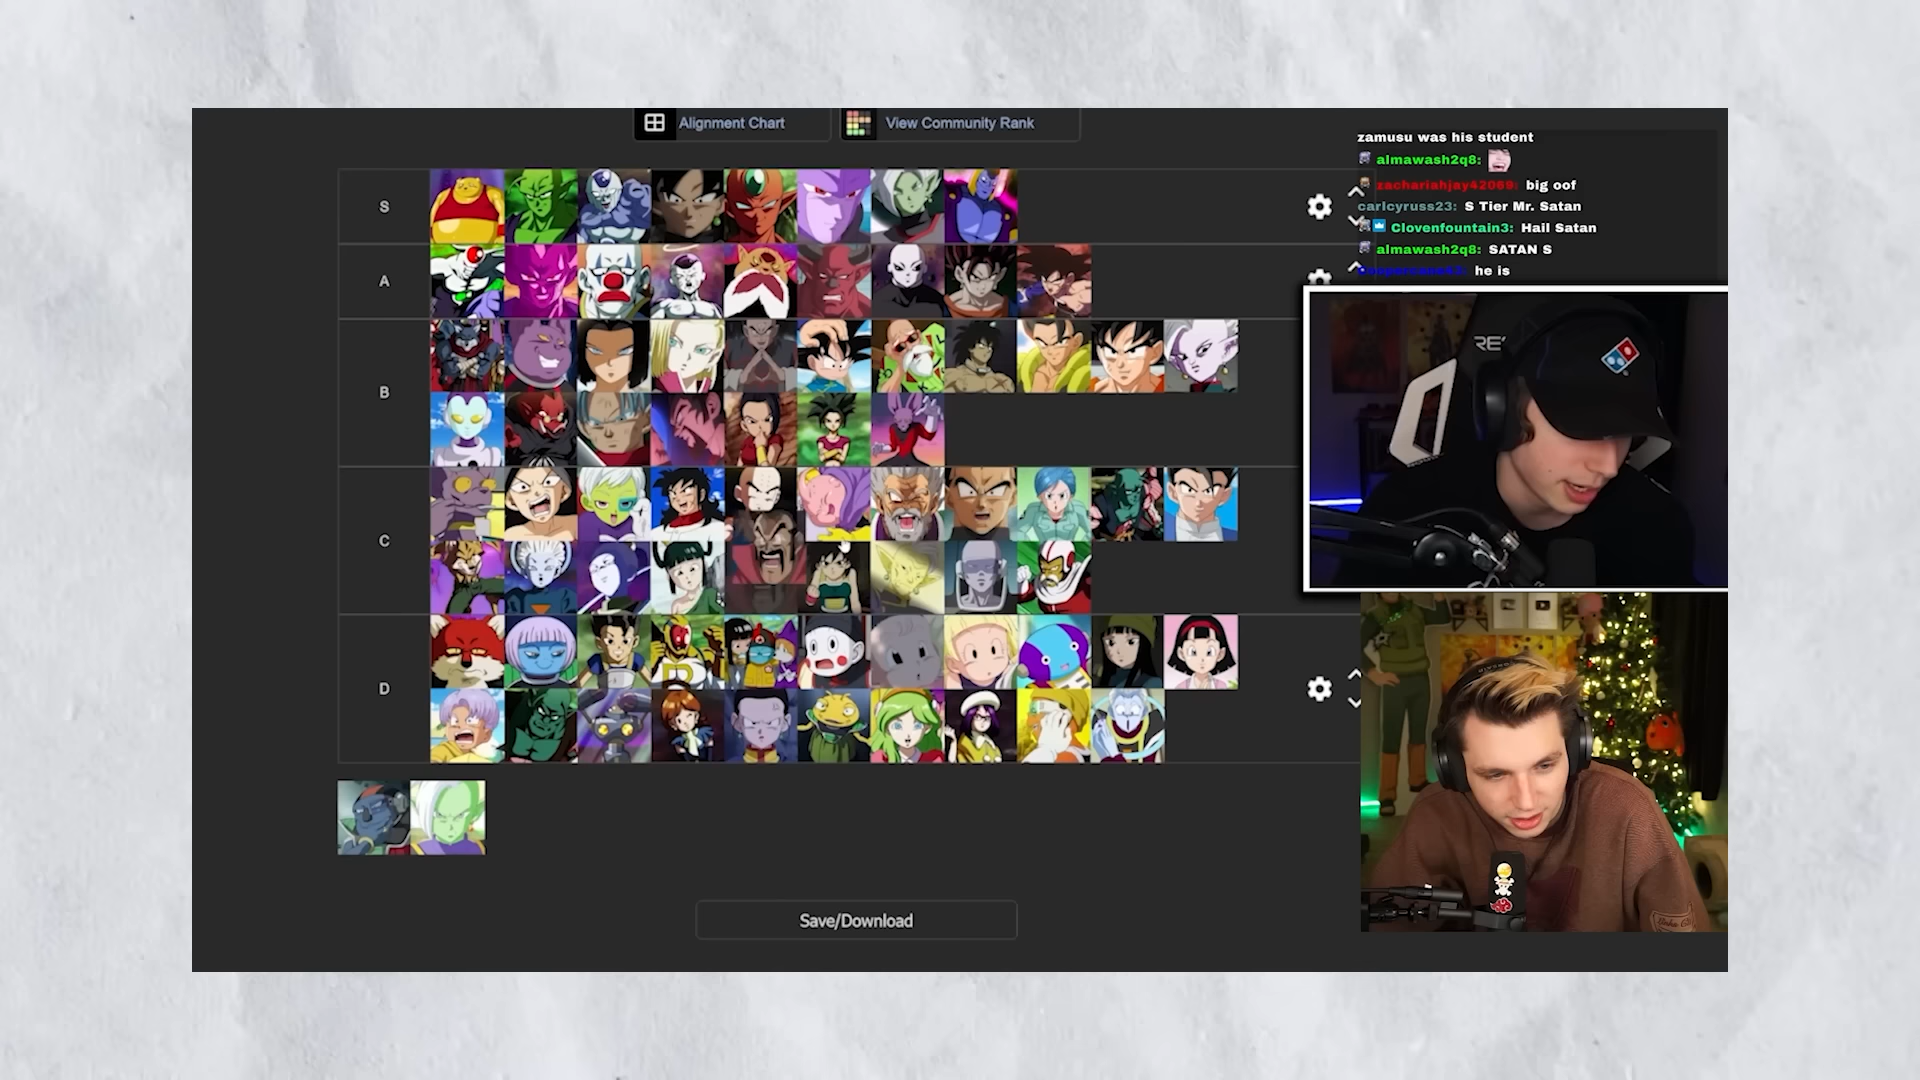 Alignment Chart
View Community Rank
zamusu was his student
almawash2q8:
zachariahjay42069: big oof
carlcyruss23: S Tier Mr. Satan
Clovenfountain3: Hail Satan
almawash2q8: SATAN S
he is
S
A
B
C
D
Save/Download